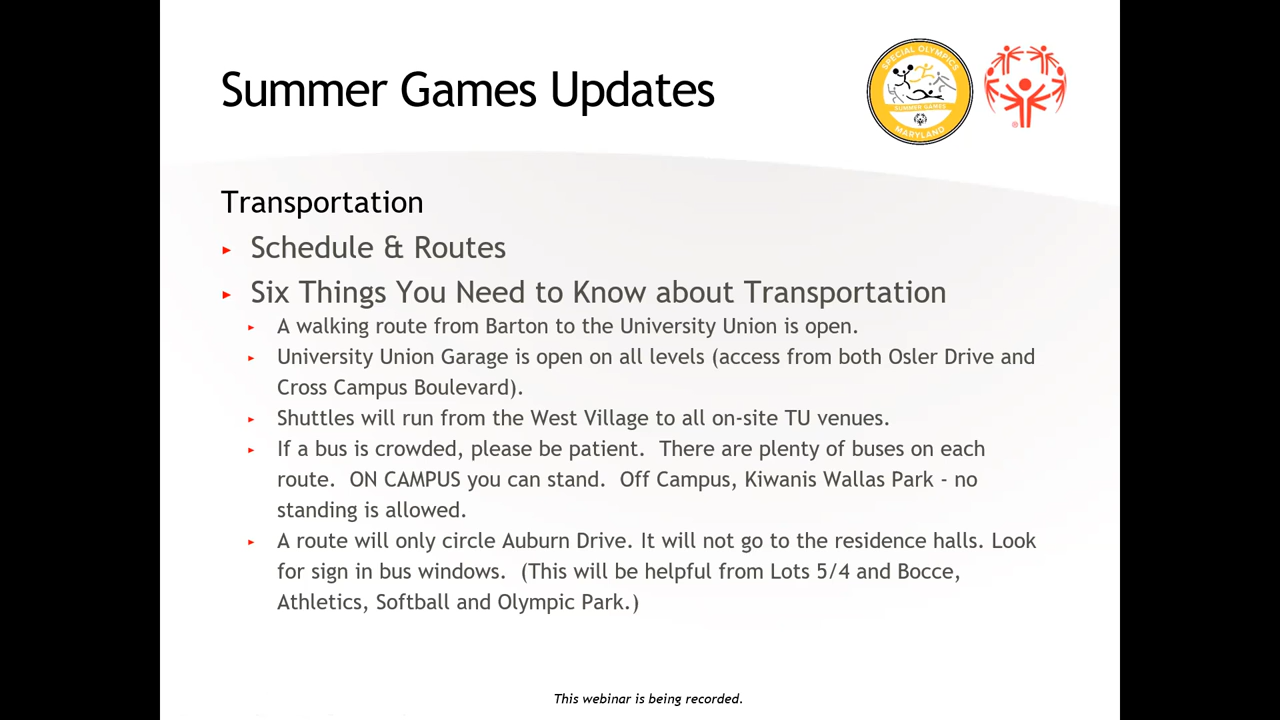 Summer Games Updates
SPECIAL OLYMPICS
SUMMER GAMES
MARYLAND
®
Transportation
► Schedule & Routes
► Six Things You Need to Know about Transportation
► A walking route from Barton to the University Union is open.
► University Union Garage is open on all levels (access from both Osler Drive and
Cross Campus Boulevard).
► Shuttles will run from the West Village to all on-site TU venues.
► If a bus is crowded, please be patient.  There are plenty of buses on each
route.  ON CAMPUS you can stand.  Off Campus, Kiwanis Wallas Park - no
standing is allowed.
► A route will only circle Auburn Drive. It will not go to the residence halls. Look
for sign in bus windows.  (This will be helpful from Lots 5/4 and Bocce,
Athletics, Softball and Olympic Park.)
This webinar is being recorded.